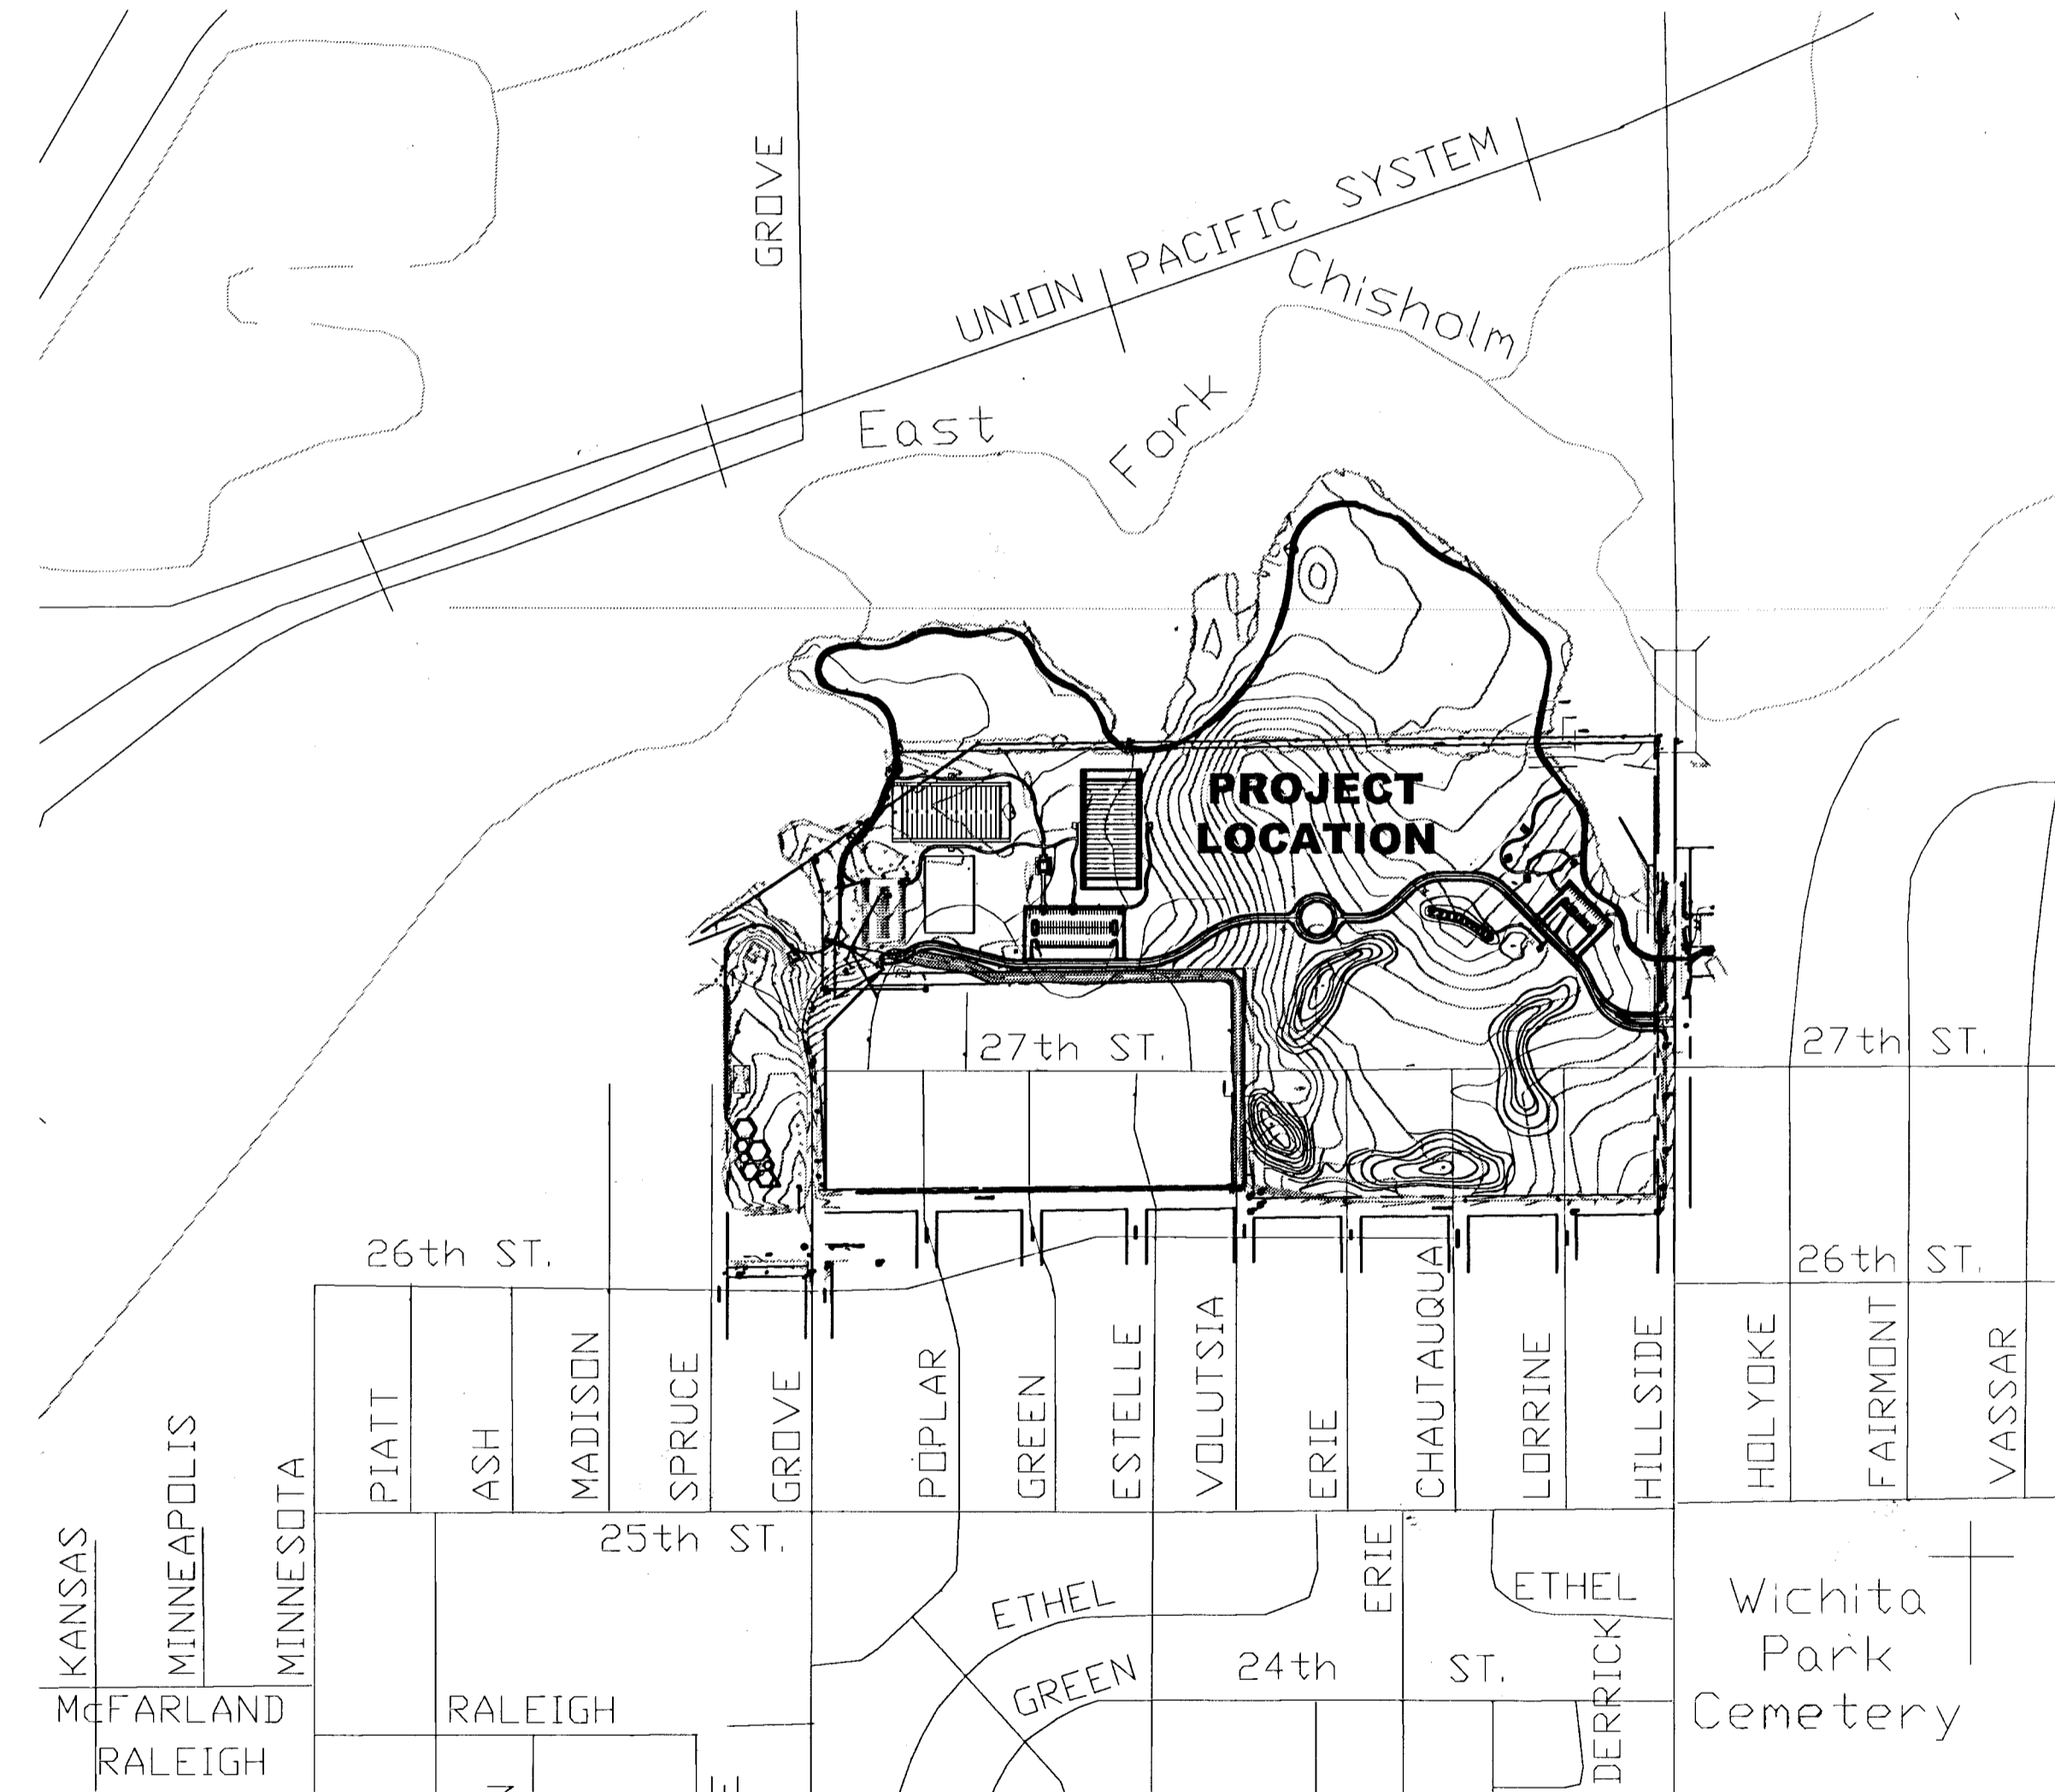 GROVE
UNION PACIFIC SYSTEM
Chisholm
East
Fork
PROJECT
LOCATION
27th ST.
27th ST.
26th ST.
26th ST.
PIATT
ASH
MADISON
SPRUCE
GROVE
POPLAR
GREEN
ESTELLE
VOLUTSIA
ERIE
CHAUTAUQUA
LORRINE
HILLSIDE
HOLYOKE
FAIRMONT
VASSAR
KANSAS
MINNEAPOLIS
MINNESOTA
25th ST.
ETHEL
ERIE
ETHEL
Wichita
Park
Cemetery
GREEN
24th ST.
DERRICK
McFARLAND
RALEIGH
RALEIGH